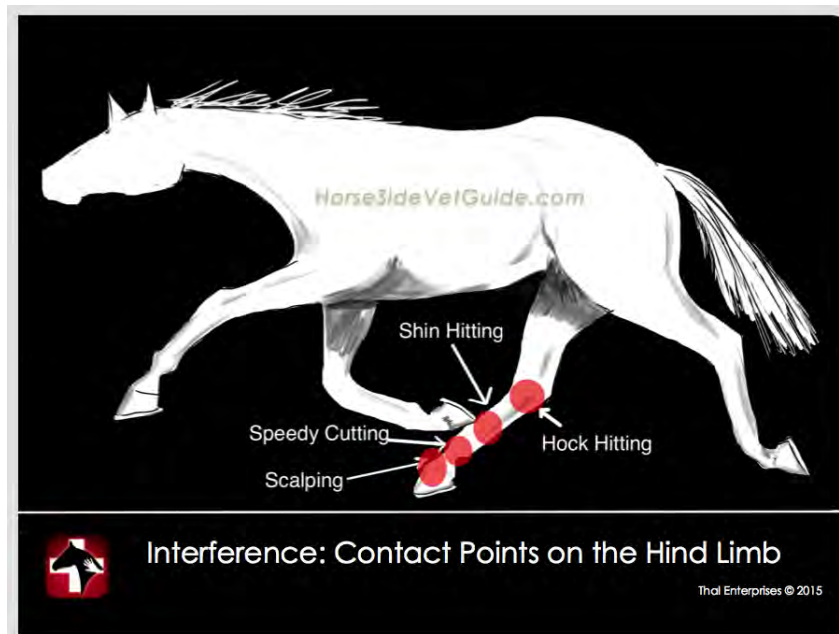 HorseSideVetGuide.com
Shin Hitting
Speedy Cutting
Hock Hitting
Scalping
Interference: Contact Points on the Hind Limb
Thal Enterprises © 2015